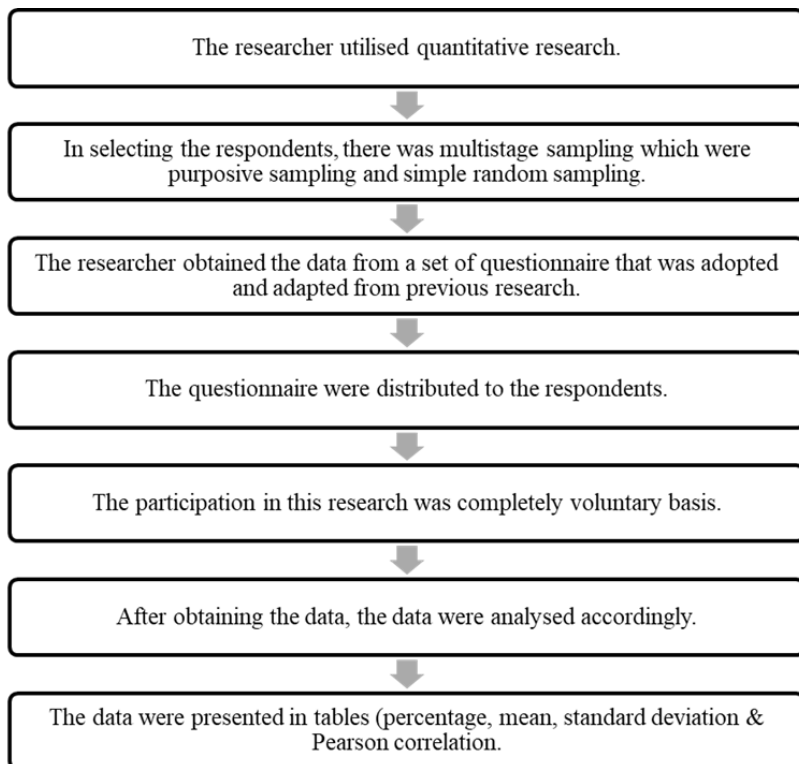 The researcher utilised quantitative research.
In selecting the respondents, there was multistage sampling which were
purposive sampling and simple random sampling.
The researcher obtained the data from a set of questionnaire that was adopted
and adapted from previous research.
The questionnaire were distributed to the respondents.
The participation in this research was completely voluntary basis.
After obtaining the data, the data were analysed accordingly.
The data were presented in tables (percentage, mean, standard deviation &
Pearson correlation.